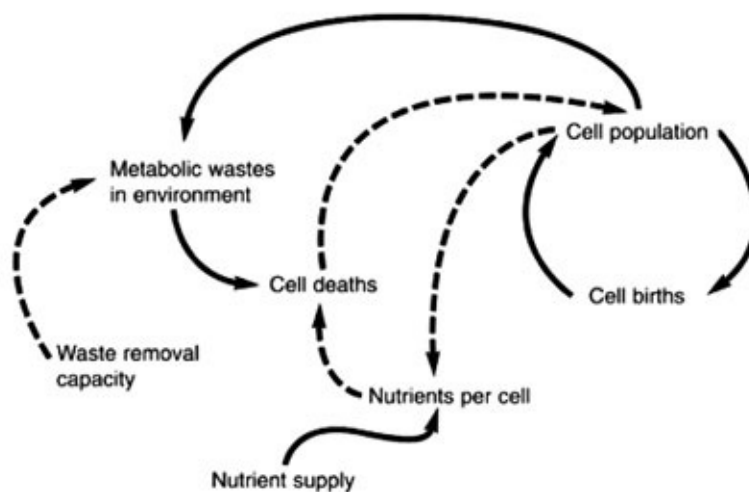 Cell population
Metabolic wastes
in environment
Cell deaths
Cell births
Waste removal
capacity
Nutrients per cell
Nutrient supply